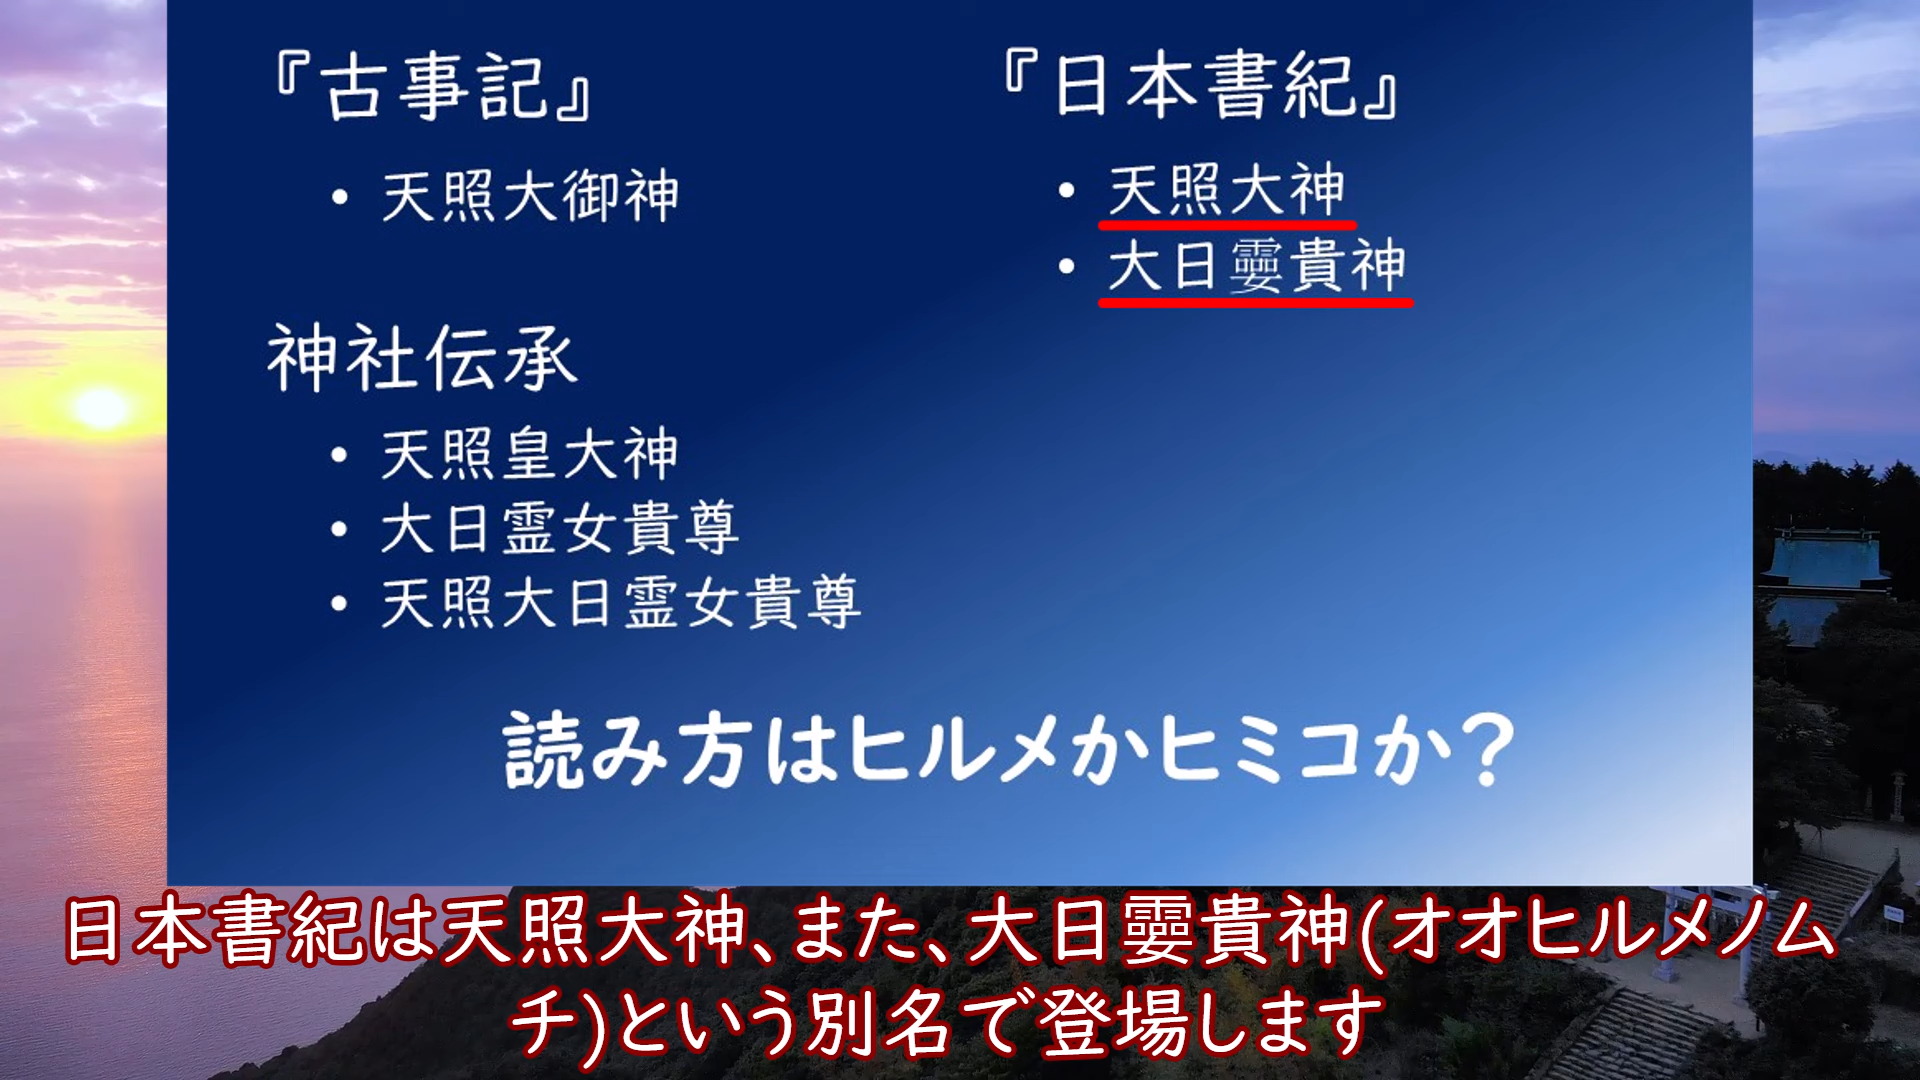 『古事記』
・天照大御神
神社伝承
・天照皇大神
・大日霊女貴尊
・天照大日霊女貴尊
『日本書紀』
・天照大神
・大日孁貴神
読み方はヒルメかヒミコか？
日本書紀は天照大神、また、大日孁貴神(オオヒルメノム
チ)という別名で登場します